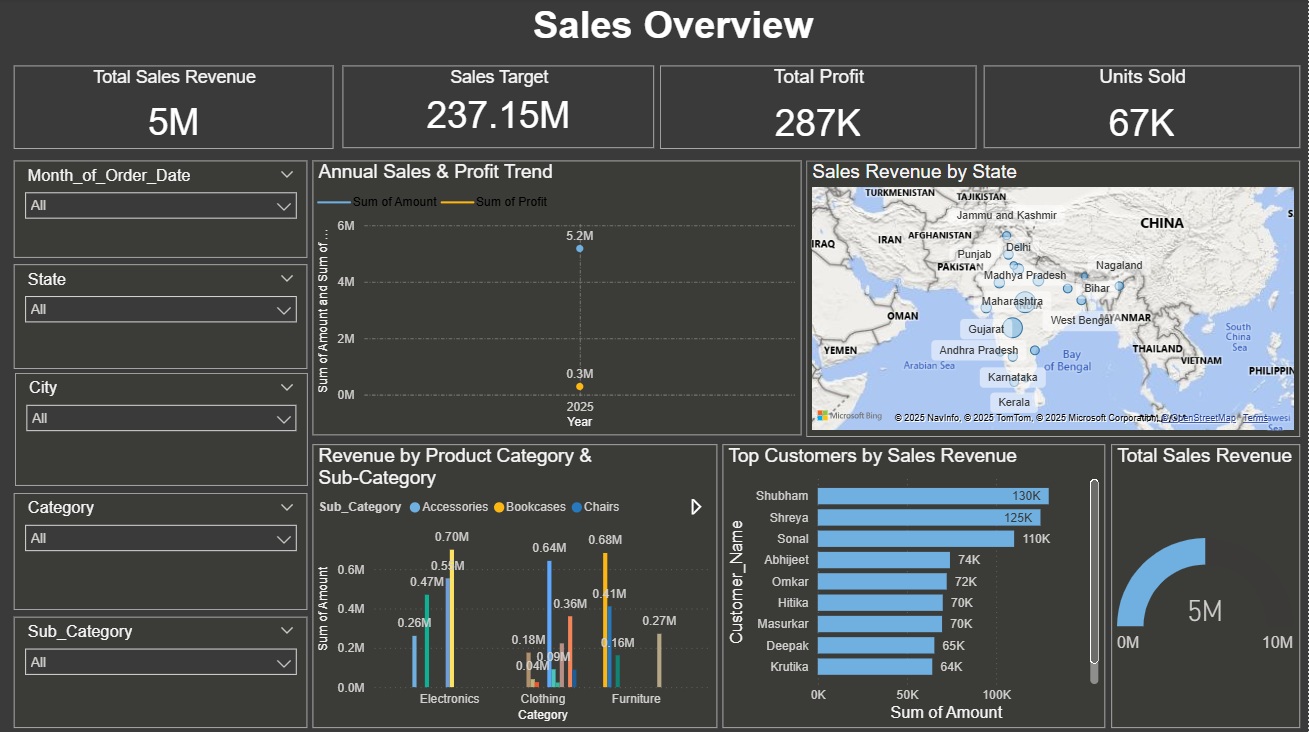 Sales Overview
Total Sales Revenue
5M
Sales Target
237.15M
Total Profit
287K
Units Sold
67K
Month_of_Order_Date
All
State
All
City
All
Category
All
Sub_Category
All
Annual Sales & Profit Trend
Sum of Amount
Sum of Profit
Sum of Amount and Sum of ...
6M
4M
2M
0M
5.2M
0.3M
2025
Year
Sales Revenue by State
TURKMENISTAN
TAJIKISTAN
Jammu and Kashmir
CHINA
IRAQ
IRAN
AFGHANISTAN
Delhi
Punjab
PAKISTAN
Nagaland
Madhya Pradesh
Bihar
Maharashtra
INDIA
OMAN
West Bengal
MYANMAR
Gujarat
South
China
Sea
YEMEN
Andhra Pradesh
Bay
of Bengal
THAILAND
VIETNAM
Arabian Sea
PHILIPPIN
Karnataka
Kerala
Microsoft Bing
© 2025 NavInfo, © 2025 TomTom, © 2025 Microsoft Corporation, © OpenStreetMap Terms
Revenue by Product Category &
Sub-Category
Sub_Category
Accessories
Bookcases
Chairs
Sum of Amount
0.6M
0.4M
0.2M
0.0M
0.26M
0.47M
0.55M
0.70M
0.18M
0.04M
0.64M
0.09M
0.36M
0.68M
0.41M
0.16M
0.27M
Electronics
Clothing
Furniture
Category
Top Customers by Sales Revenue
Customer_Name
Shubham
130K
Shreya
125K
Sonal
110K
Abhijeet
74K
Omkar
72K
Hitika
70K
Masurkar
70K
Deepak
65K
Krutika
64K
0K
50K
100K
Sum of Amount
Total Sales Revenue
5M
0M
10M